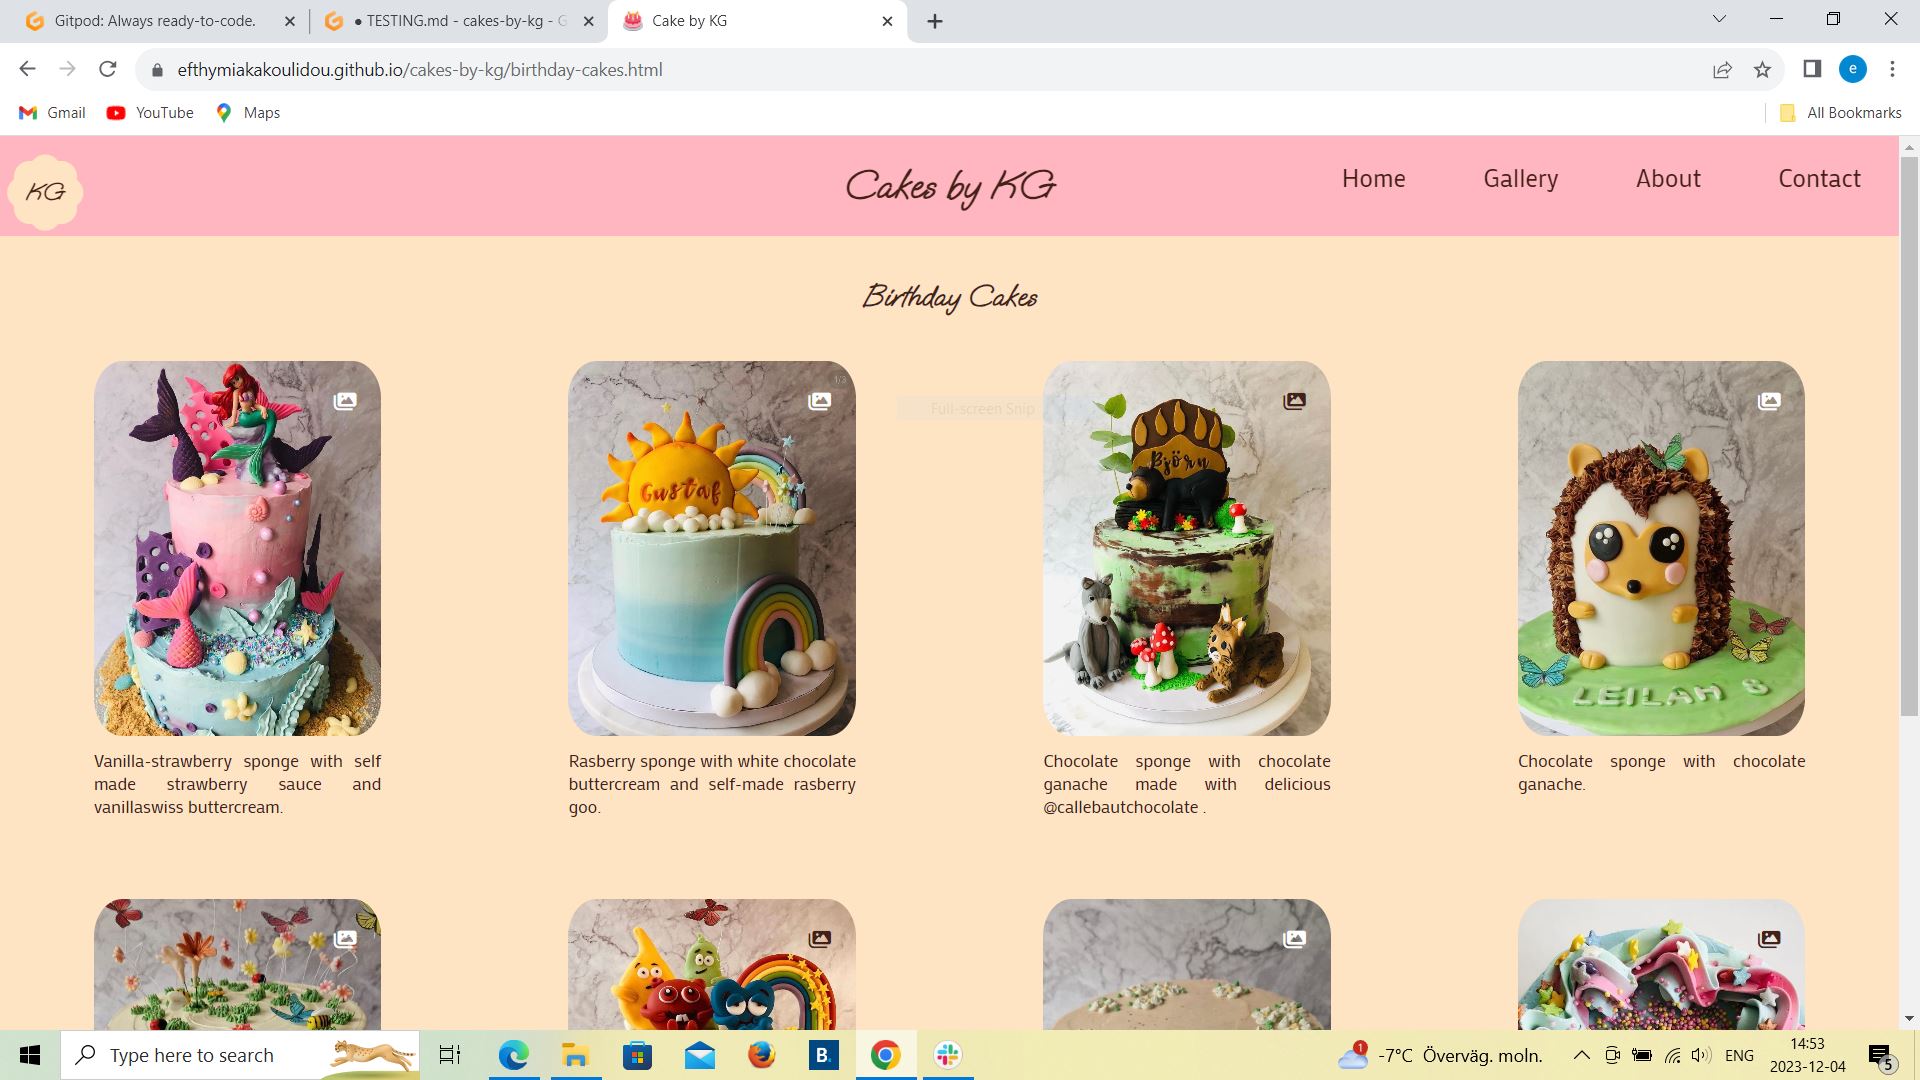 Gitpod: Always ready-to-code.
● TESTING.md - cakes-by-kg - G
Cake by KG
efthymiakakoulidou.github.io/cakes-by-kg/birthday-cakes.html
e
Gmail
YouTube
Maps
All Bookmarks
KG
Cakes by KG
Home
Gallery
About
Contact
Birthday Cakes
1/3
Full-screen Snip
Gustaf
Björn
LEILAH 8
Vanilla-strawberry sponge with self
made strawberry sauce and
vanillaswiss buttercream.
Rasberry sponge with white chocolate
buttercream and self-made rasberry
goo.
Chocolate sponge with chocolate
ganache made with delicious
@callebautchocolate .
Chocolate sponge with chocolate
ganache.
Type here to search
B.
1
-7°C Överväg. moln.
ENG
14:53
2023-12-04
5